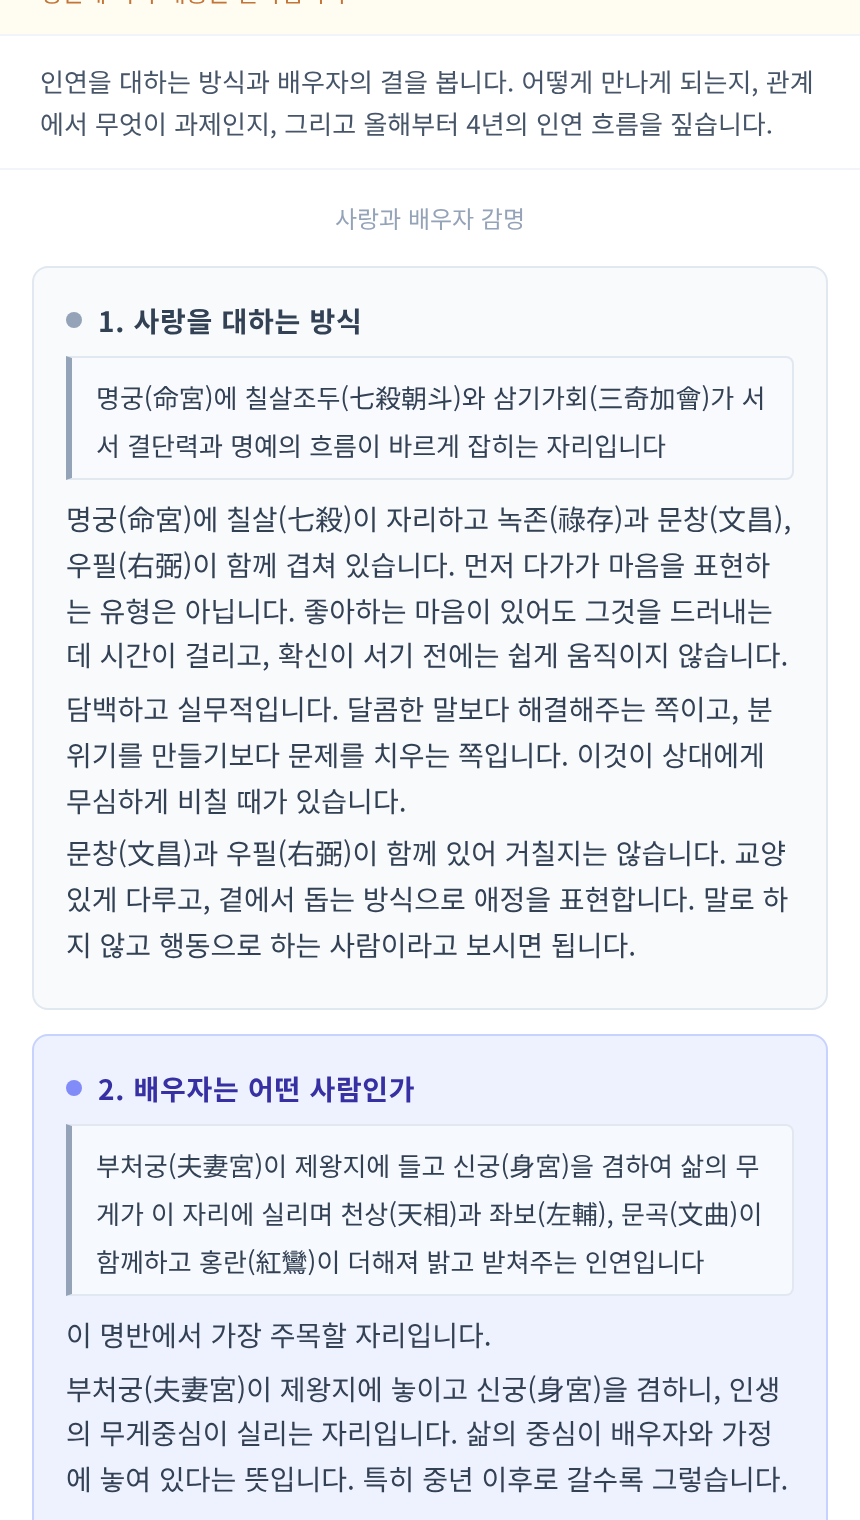 인연을 대하는 방식과 배우자의 결을 봅니다. 어떻게 만나게 되는지, 관계
에서 무엇이 과제인지, 그리고 올해부터 4년의 인연 흐름을 짚습니다.
사랑과 배우자 감명
1. 사랑을 대하는 방식
명궁(命宮)에 칠살조두(七殺朝斗)와 삼기가회(三奇加會)가 서
서 결단력과 명예의 흐름이 바르게 잡히는 자리입니다
명궁(命宮)에 칠살(七殺)이 자리하고 녹존(祿存)과 문창(文昌),
우필(右弼)이 함께 겹쳐 있습니다. 먼저 다가가 마음을 표현하
는 유형은 아닙니다. 좋아하는 마음이 있어도 그것을 드러내는
데 시간이 걸리고, 확신이 서기 전에는 쉽게 움직이지 않습니다.
담백하고 실무적입니다. 달콤한 말보다 해결해주는 쪽이고, 분
위기를 만들기보다 문제를 치우는 쪽입니다. 이것이 상대에게
무심하게 비칠 때가 있습니다.
문창(文昌)과 우필(右弼)이 함께 있어 거칠지는 않습니다. 교양
있게 다루고, 곁에서 돕는 방식으로 애정을 표현합니다. 말로 하
지 않고 행동으로 하는 사람이라고 보시면 됩니다.
2. 배우자는 어떤 사람인가
부처궁(夫妻宮)이 제왕지에 들고 신궁(身宮)을 겸하여 삶의 무
게가 이 자리에 실리며 천상(天相)과 좌보(左輔), 문곡(文曲)이
함께하고 홍란(紅鸞)이 더해져 밝고 받쳐주는 인연입니다
이 명반에서 가장 주목할 자리입니다.
부처궁(夫妻宮)이 제왕지에 놓이고 신궁(身宮)을 겸하니, 인생
의 무게중심이 실리는 자리입니다. 삶의 중심이 배우자와 가정
에 놓여 있다는 뜻입니다. 특히 중년 이후로 갈수록 그렇습니다.